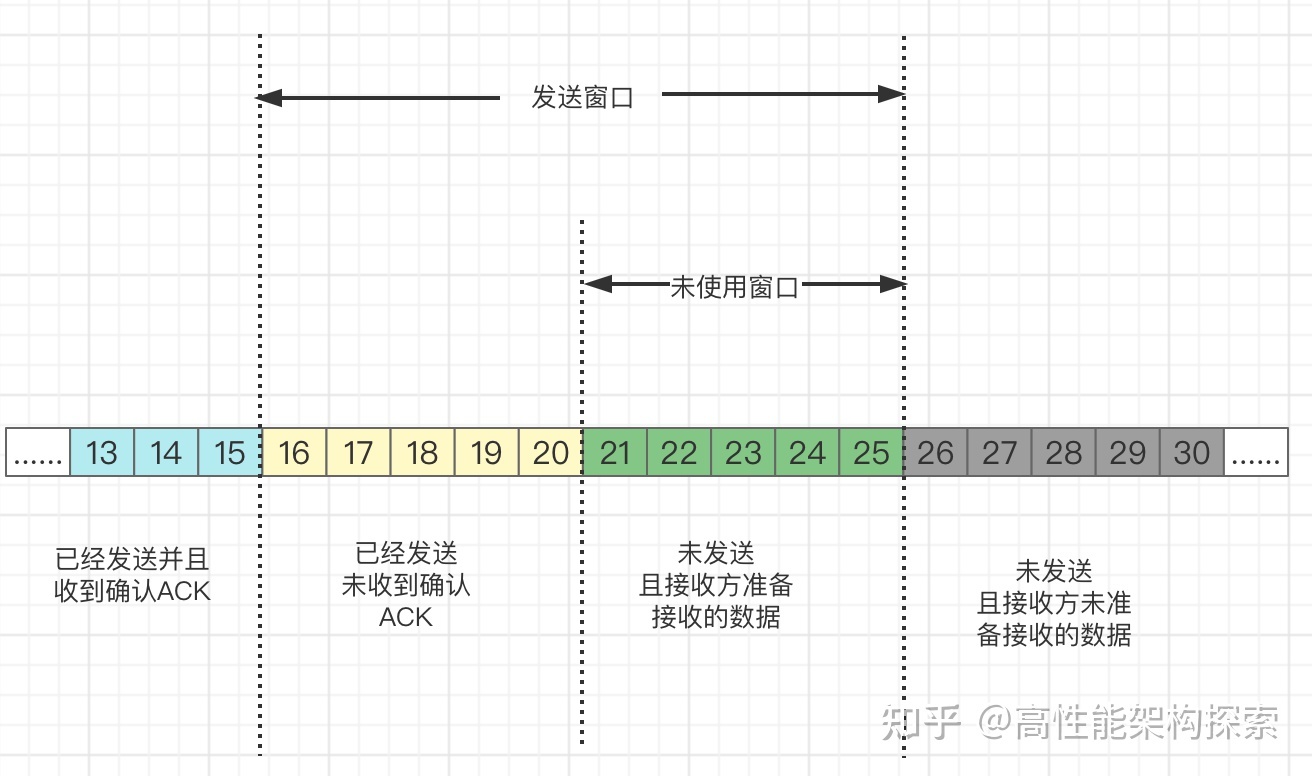 发送窗口
未使用窗口
...... 13 14 15 16 17 18 19 20 21 22 23 24 25 26 27 28 29 30 ......
已经发送并且
收到确认ACK
已经发送
未收到确认
ACK
未发送
且接收方准备
接收的数据
未发送
且接收方未准
备接收的数据
知乎 @高性能架构探索